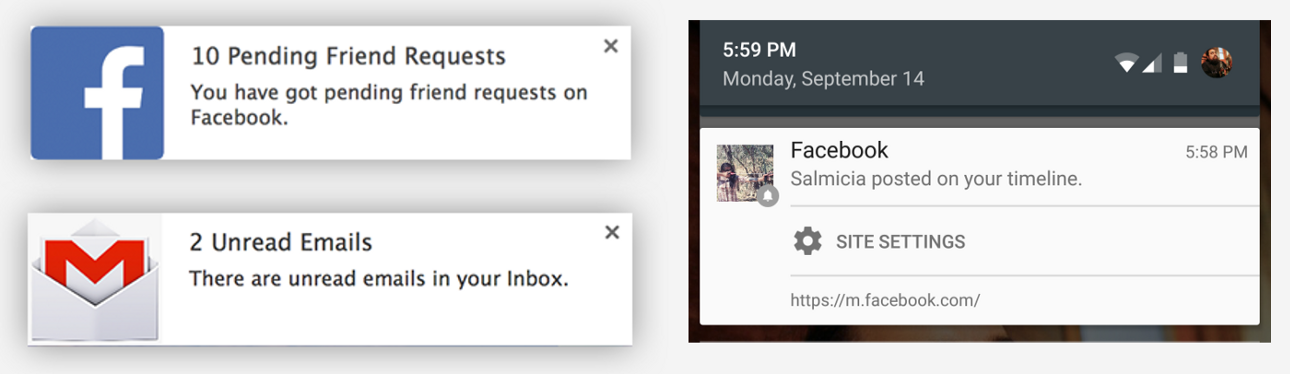 10 Pending Friend Requests
You have got pending friend requests on
Facebook.
2 Unread Emails
There are unread emails in your Inbox.
5:59 PM
Monday, September 14
Facebook
5:58 PM
Salmicia posted on your timeline.
SITE SETTINGS
https://m.facebook.com/